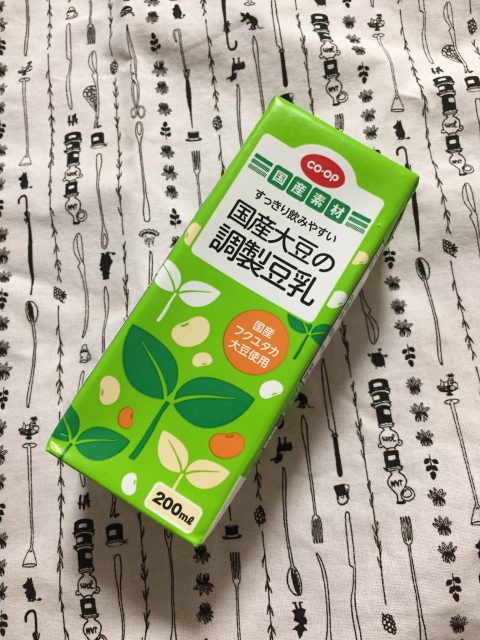 CO·OP
国産素材
すっきり飲みやすい
国産大豆の
調製豆乳
国産
フクユタカ
大豆使用
200ml